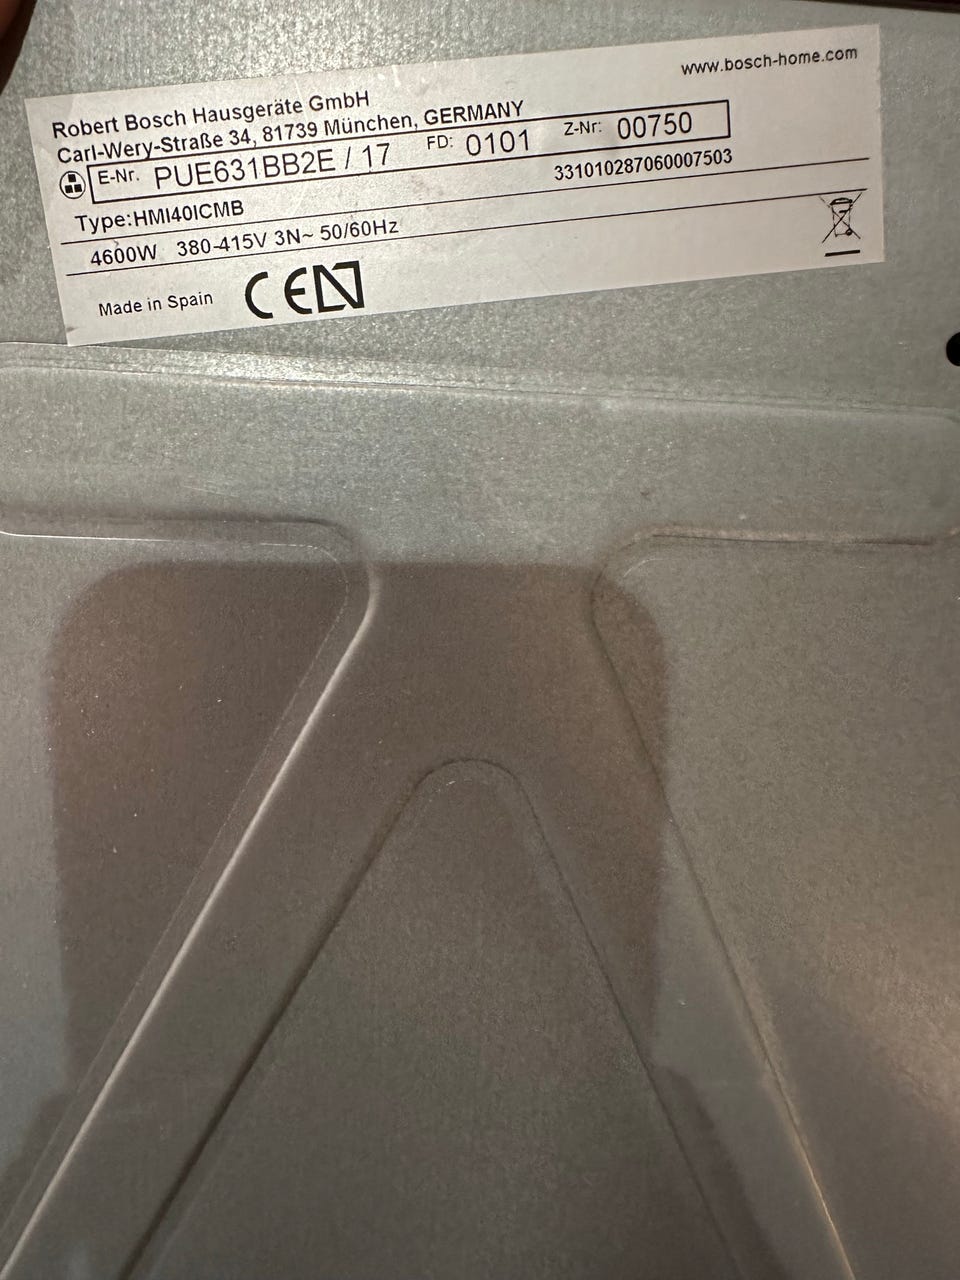 www.bosch-home.com
Robert Bosch Hausgeräte GmbH
Carl-Wery-Straße 34, 81739 München, GERMANY
E-Nr. PUE631BB2E / 17 FD: 0101 Z-Nr: 00750
331010287060007503
Type:HMI40ICMB
4600W 380-415V 3N~ 50/60Hz
Made in Spain CE